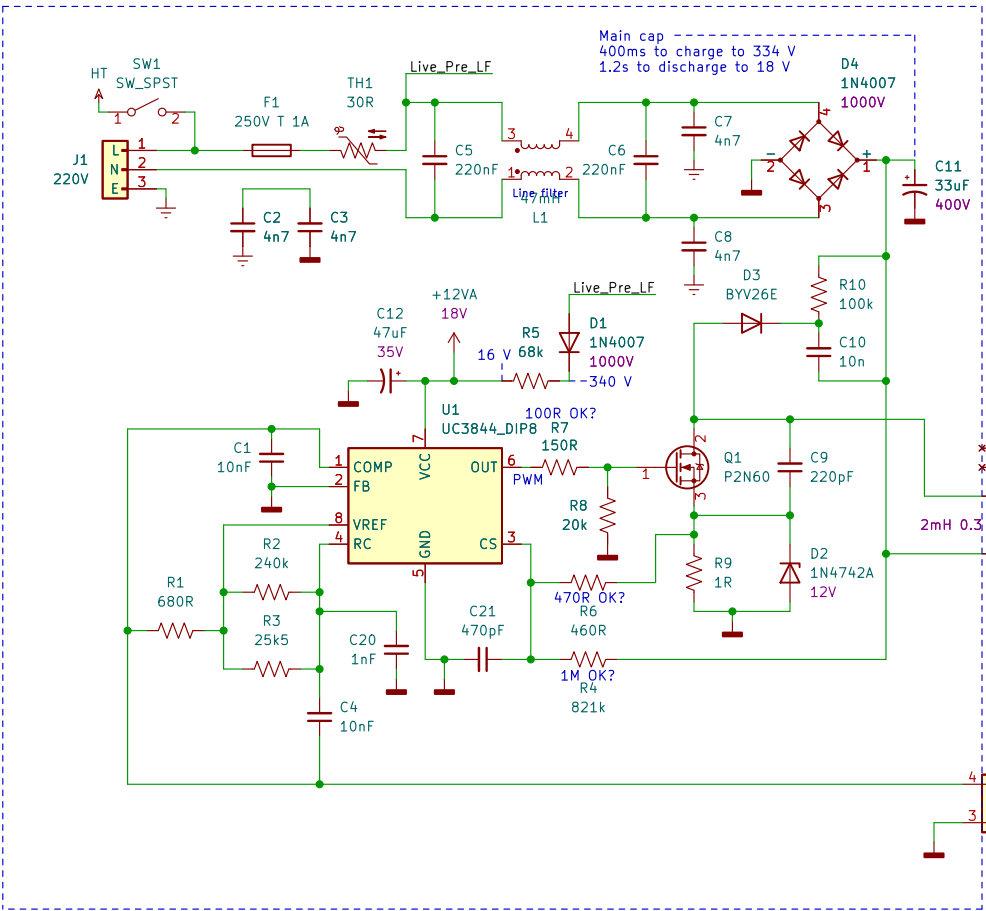 Main cap
400ms to charge to 334 V
1.2s to discharge to 18 V
HT
SW1
SW_SPST
1
2
F1
250V T 1A
TH1
30R
θ
Live_Pre_LF
J1
220V
L
N
E
1
2
3
C2
4n7
C3
4n7
C5
220nF
3
4
1
2
Line filter
47mH
L1
C6
220nF
C7
4n7
C8
4n7
D4
1N4007
1000V
4
-
2
+
1
3
+
C11
33uF
400V
D3
BYV26E
R10
100k
C10
10n
Live_Pre_LF
D1
1N4007
1000V
340 V
+12VA
18V
C12
47uF
35V
+
R5
68k
16 V
U1
UC3844_DIP8
100R OK?
R7
150R
PWM
1 COMP
2 FB
8 VREF
4 RC
7 VCC
5 GND
OUT 6
CS 3
C1
10nF
R8
20k
Q1
P2N60
1
2
3
C9
220pF
2mH 0.3
R9
1R
D2
1N4742A
12V
470R OK?
R6
460R
1M OK?
R4
821k
C21
470pF
R1
680R
R2
240k
R3
25k5
C20
1nF
C4
10nF
4
3